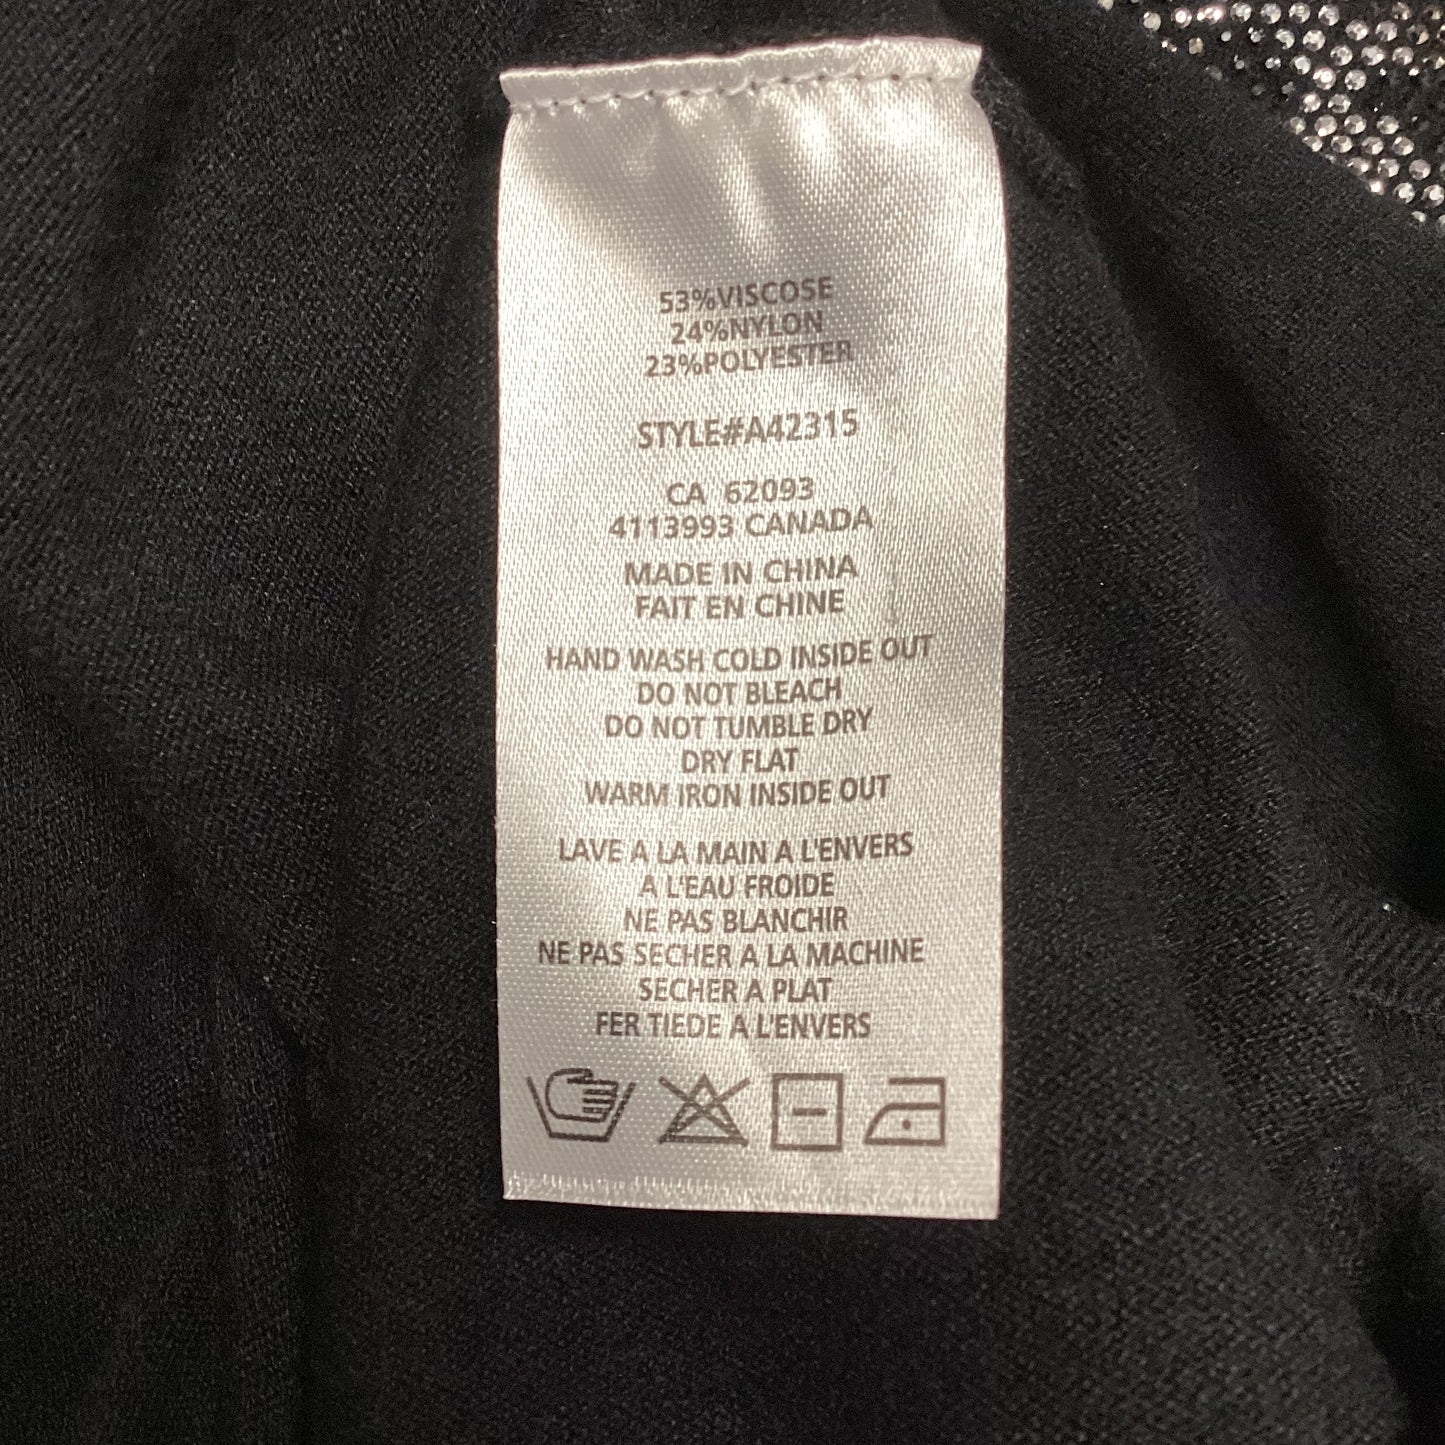 53%VISCOSE
24%NYLON
23%POLYESTER
STYLE#A42315
CA 62093
4113993 CANADA
MADE IN CHINA
FAIT EN CHINE
HAND WASH COLD INSIDE OUT
DO NOT BLEACH
DO NOT TUMBLE DRY
DRY FLAT
WARM IRON INSIDE OUT
LAVE A LA MAIN A L'ENVERS
A L'EAU FROIDE
NE PAS BLANCHIR
NE PAS SECHER A LA MACHINE
SECHER A PLAT
FER TIEDE A L'ENVERS